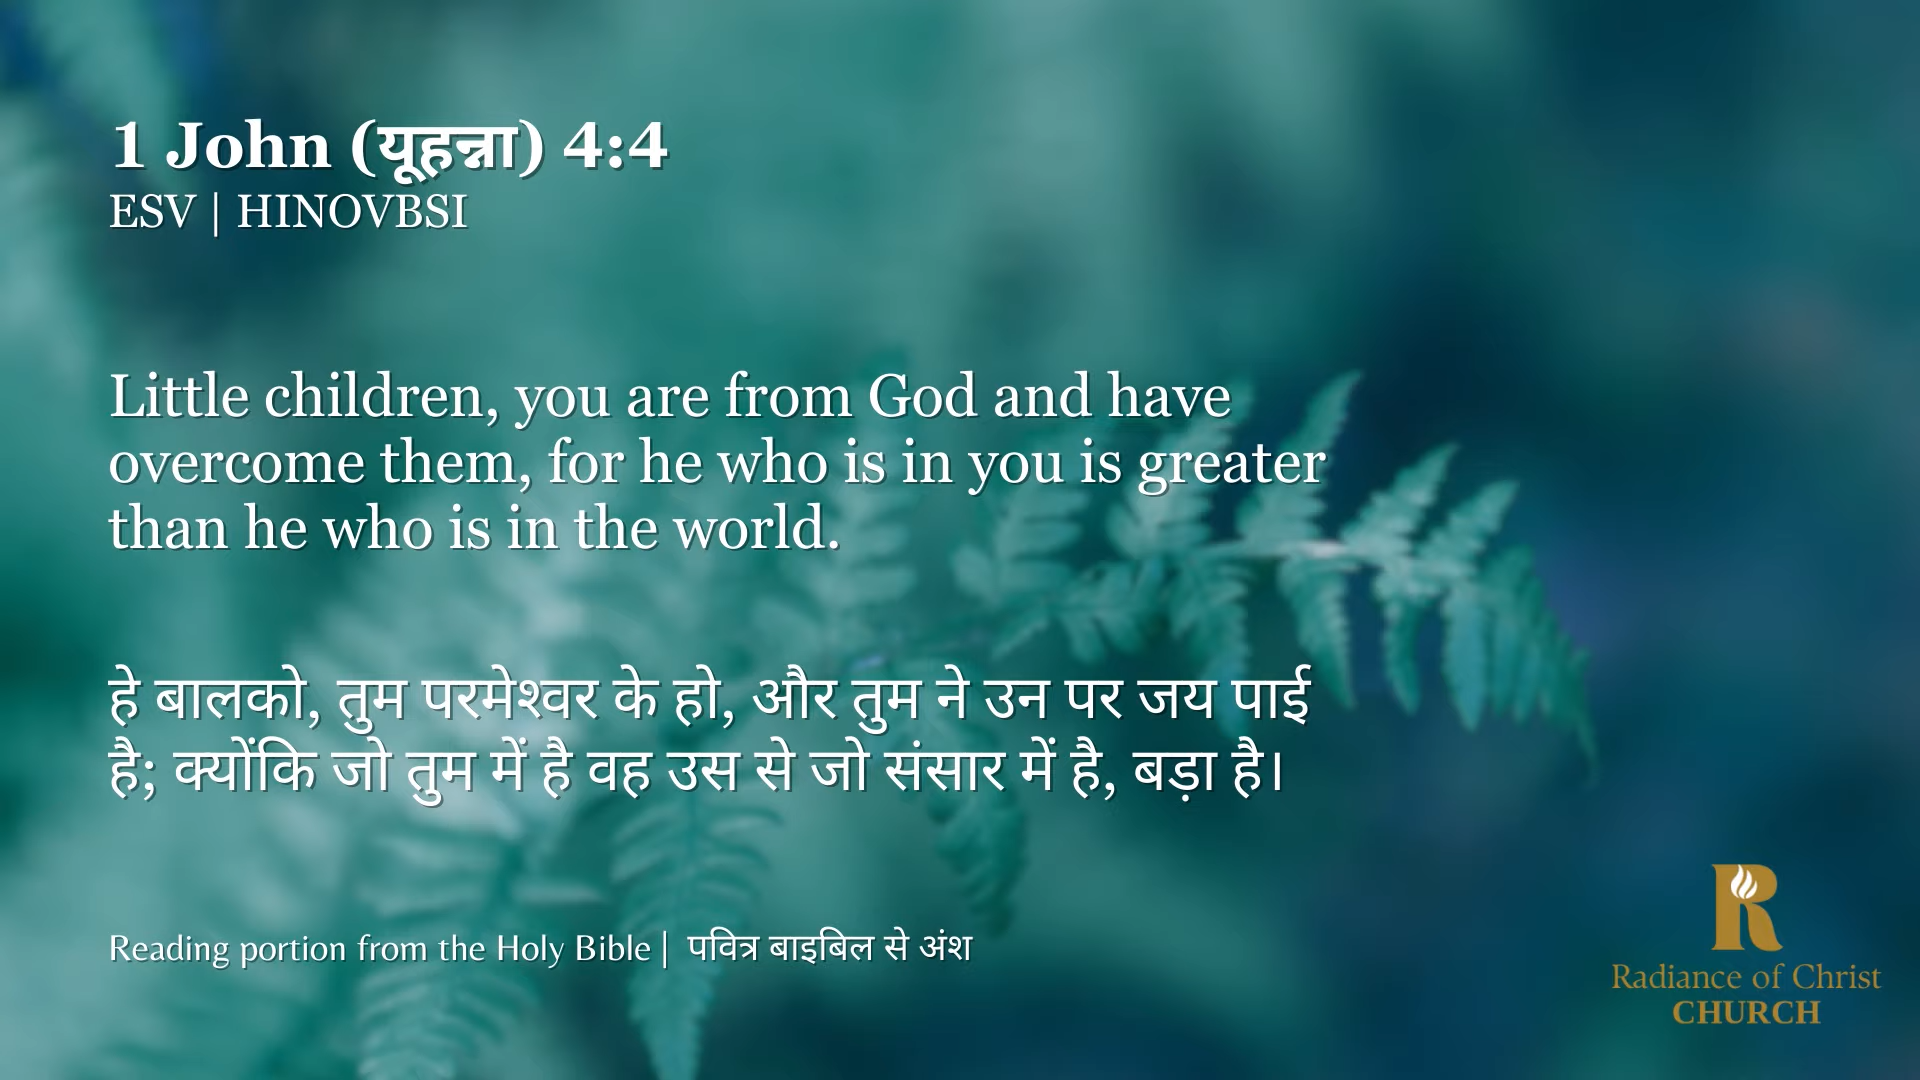 1 John (यूहन्ना) 4:4
ESV | HINOVBSI
Little children, you are from God and have
overcome them, for he who is in you is greater
than he who is in the world.
हे बालको, तुम परमेश्वर के हो, और तुम ने उन पर जय पाई
है; क्योंकि जो तुम में है वह उस से जो संसार में है, बड़ा है।
Reading portion from the Holy Bible | पवित्र बाइबिल से अंश
R
Radiance of Christ
CHURCH